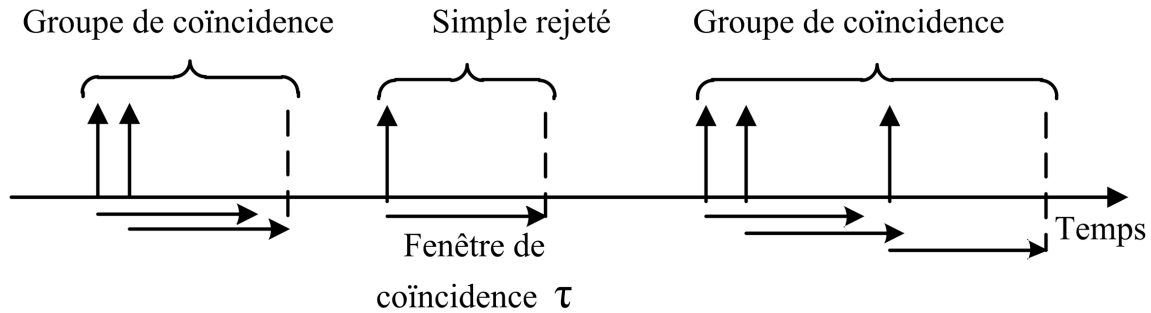 Groupe de coïncidence
Simple rejeté
Groupe de coïncidence
Temps
Fenêtre de
coïncidence τ